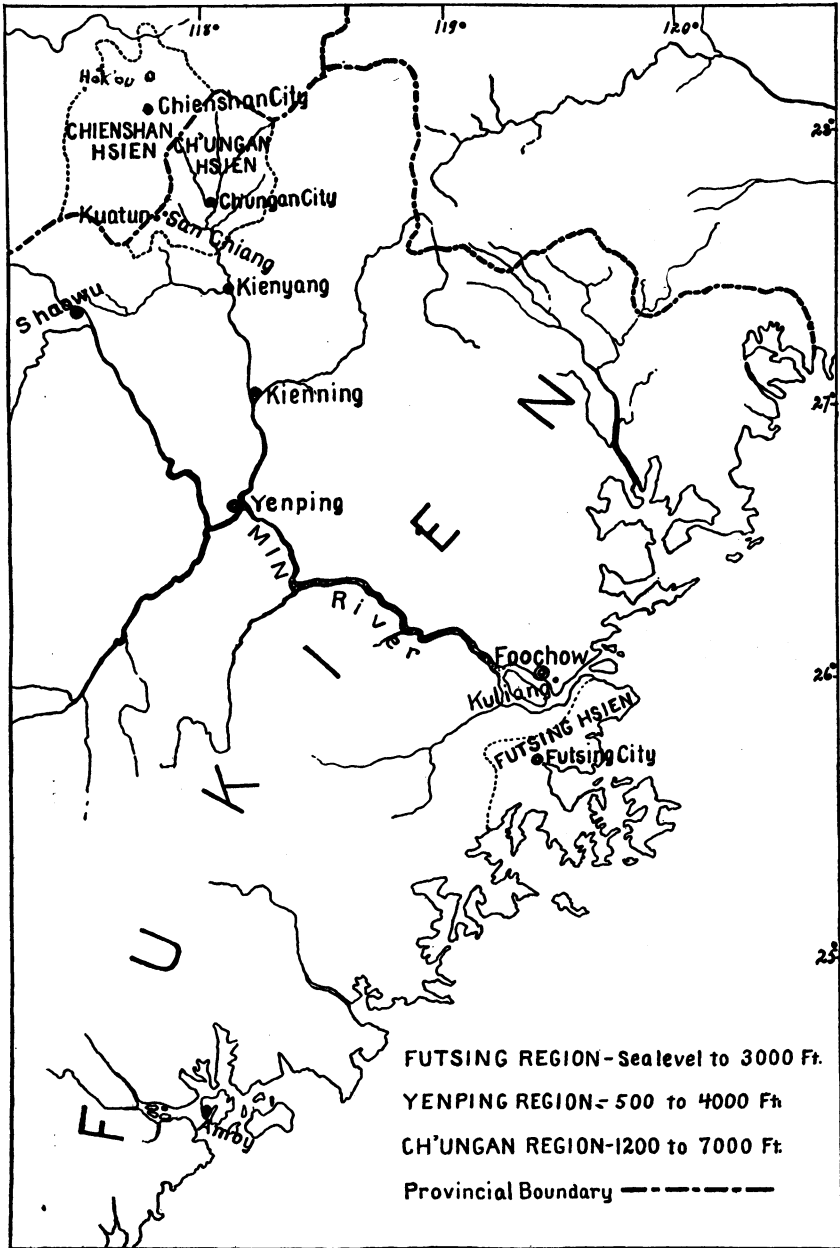 118° 119° 120°
Hok'ou
Chienshan City
28°
CHIENSHAN
HSIEN
CH'UNGAN
HSIEN
Ch'ungan City
Kuatun
San Chiang
Kienyang
Shaowu
Kienning
27°
Yenping
MIN
River
Foochow
Kuliang
26°
FUTSING HSIEN
Futsing City
25°
Amoy
FUKIEN
FUTSING REGION-Sea level to 3000 Ft.
YENPING REGION-500 to 4000 Ft
CH'UNGAN REGION-1200 to 7000 Ft.
Provincial Boundary